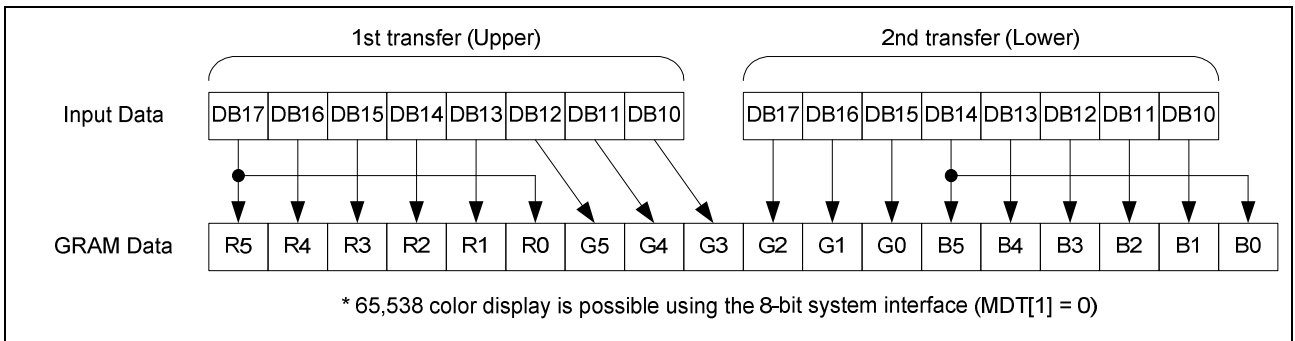 1st transfer (Upper) 2nd transfer (Lower)
Input Data DB17 DB16 DB15 DB14 DB13 DB12 DB11 DB10 DB17 DB16 DB15 DB14 DB13 DB12 DB11 DB10
GRAM Data R5 R4 R3 R2 R1 R0 G5 G4 G3 G2 G1 G0 B5 B4 B3 B2 B1 B0
* 65,538 color display is possible using the 8-bit system interface (MDT[1] = 0)